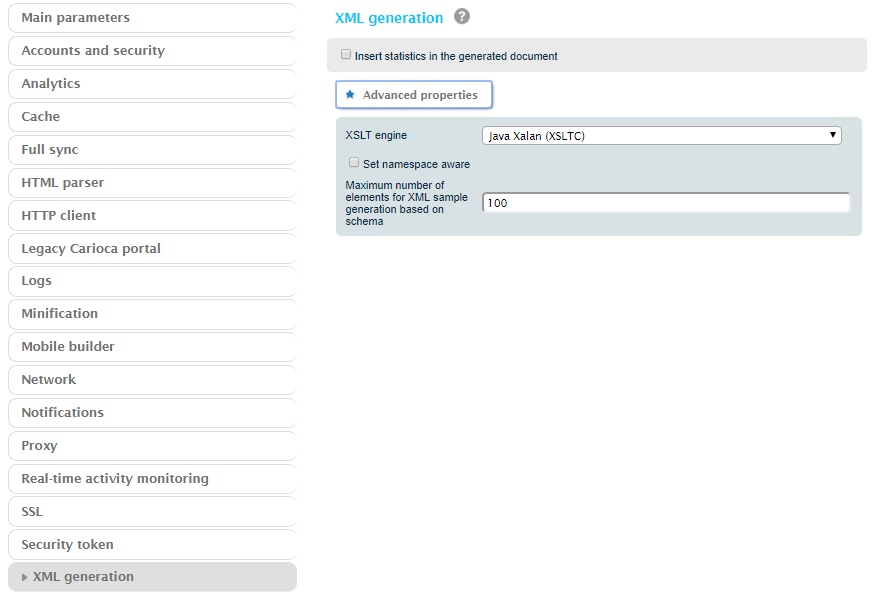 Main parameters
Accounts and security
Analytics
Cache
Full sync
HTML parser
HTTP client
Legacy Carioca portal
Logs
Minification
Mobile builder
Network
Notifications
Proxy
Real-time activity monitoring
SSL
Security token
XML generation
XML generation ?
Insert statistics in the generated document
Advanced properties
XSLT engine
Java Xalan (XSLTC)
Set namespace aware
Maximum number of
elements for XML sample
generation based on
schema
100